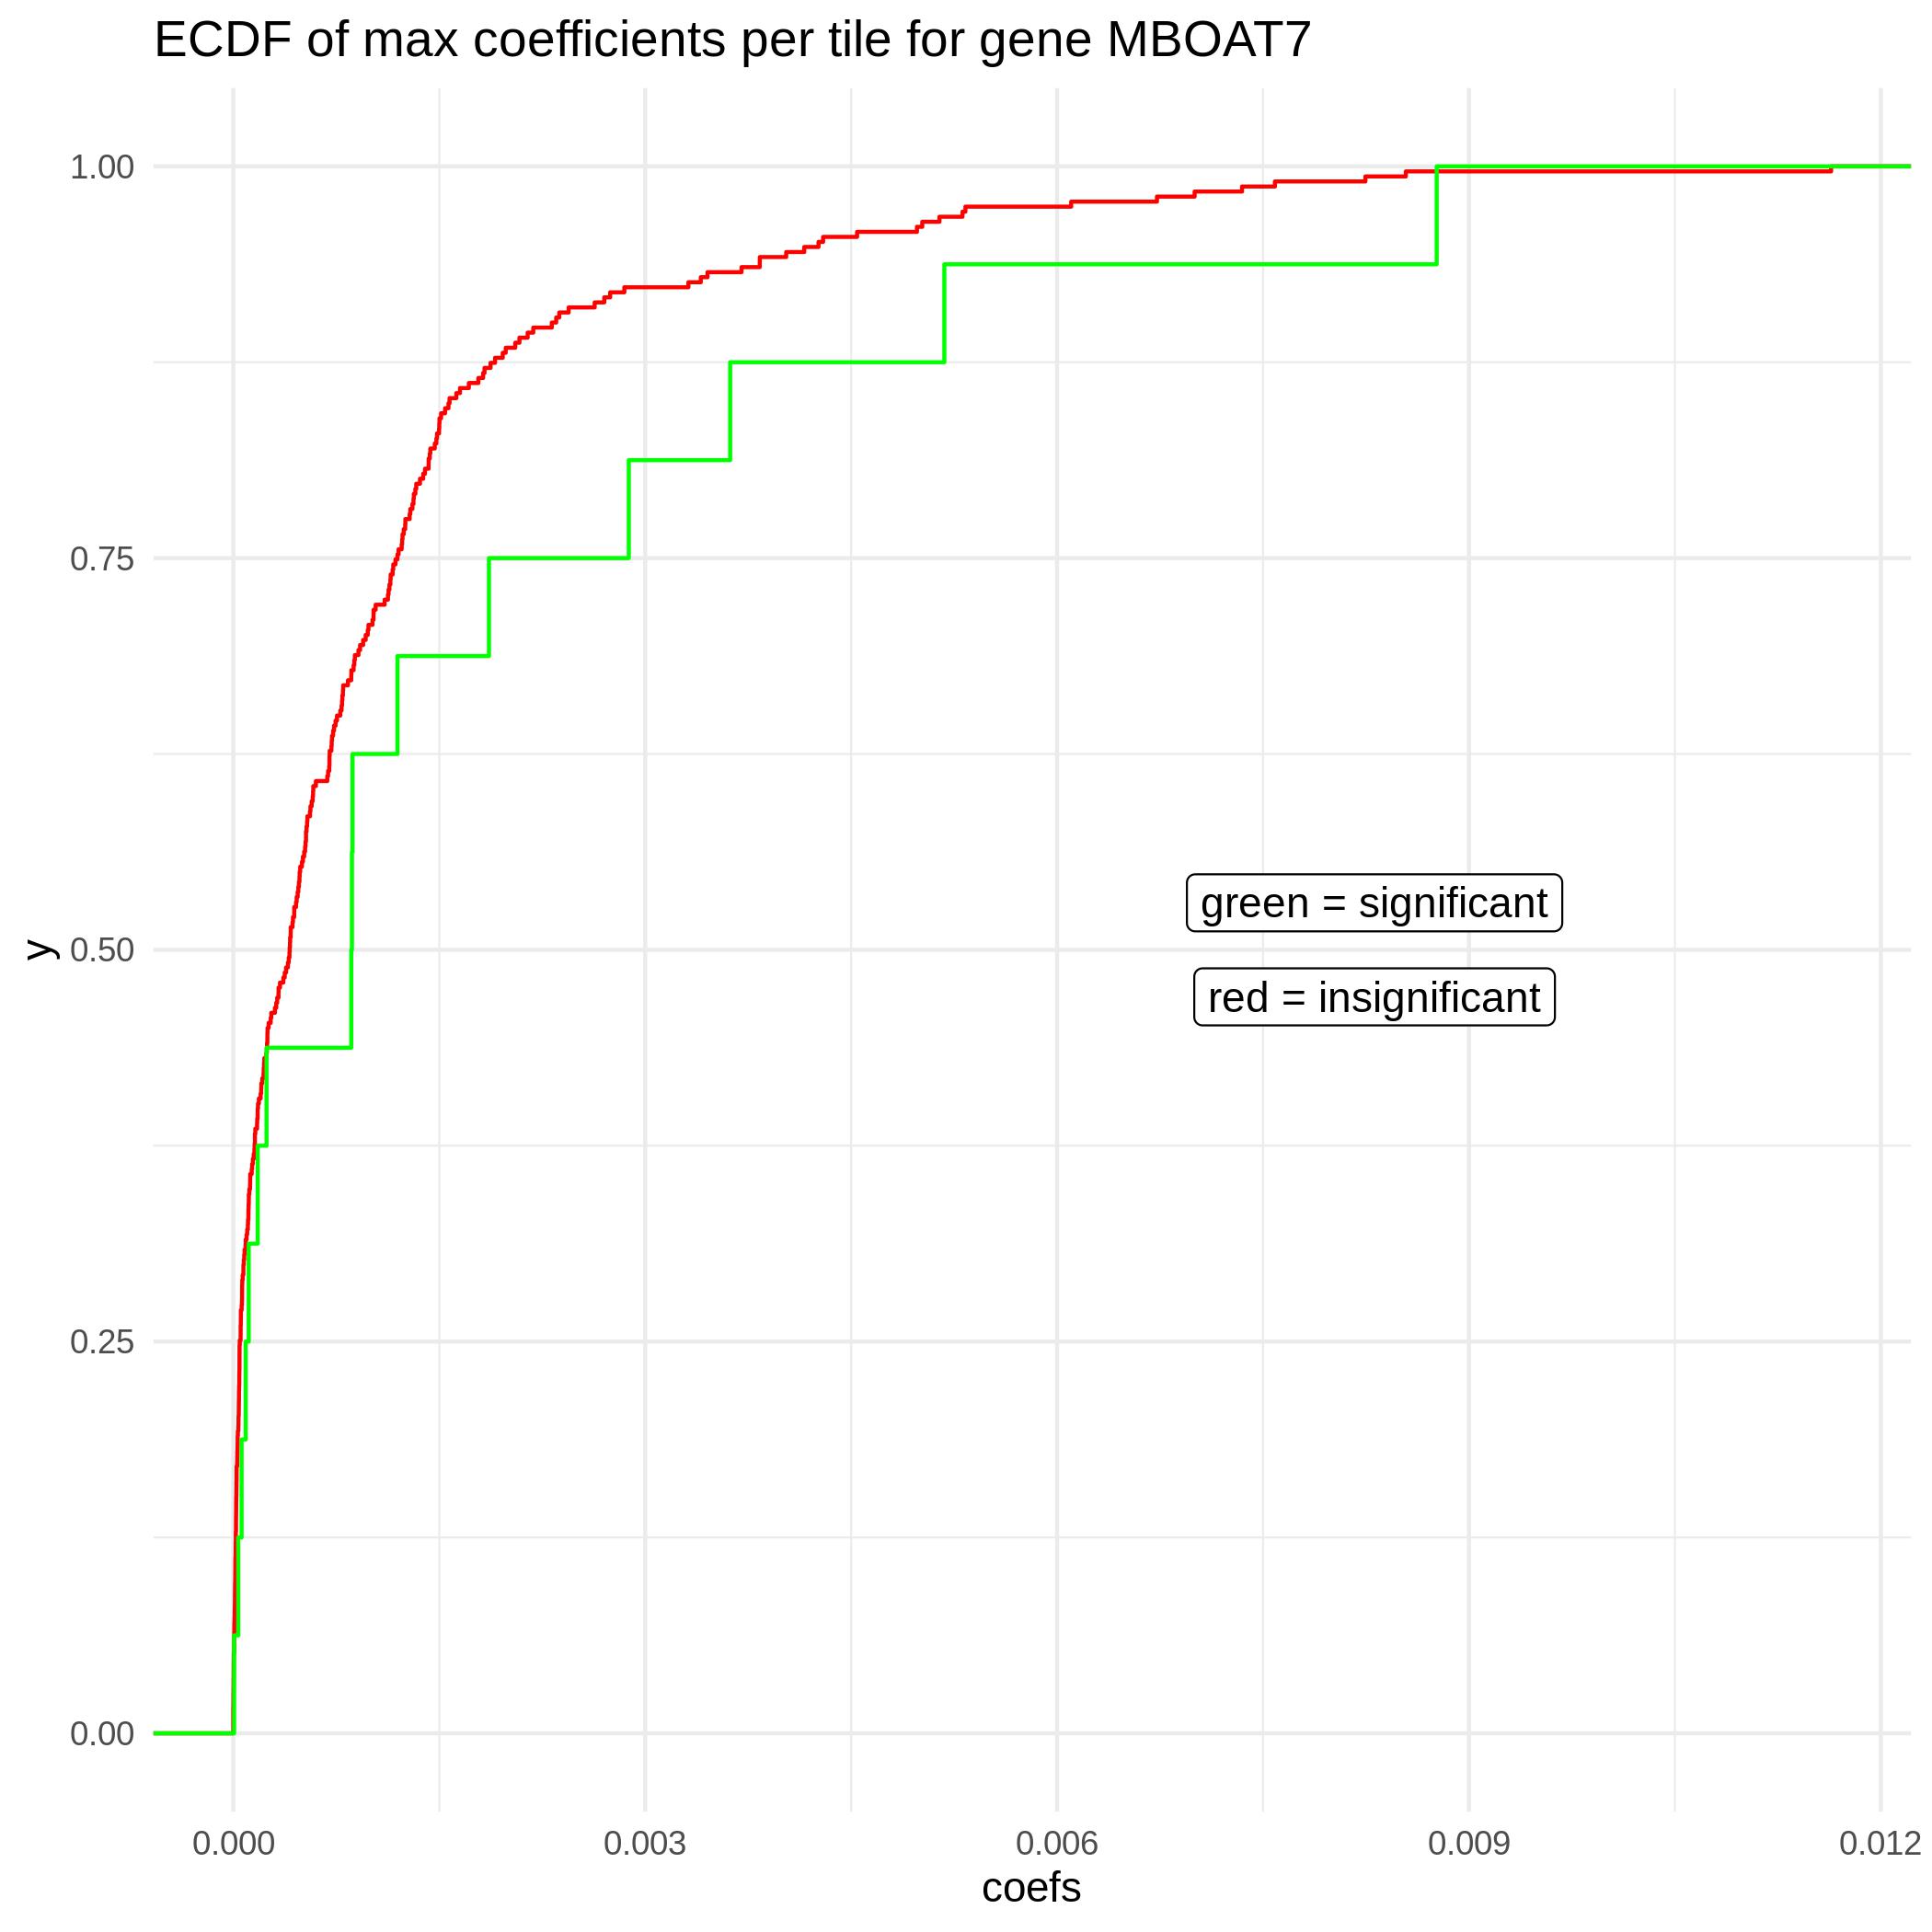 ECDF of max coefficients per tile for gene MBOAT7
1.00
0.75
0.50
0.25
0.00
y
green = significant
red = insignificant
0.000 0.003 0.006 0.009 0.012
coefs